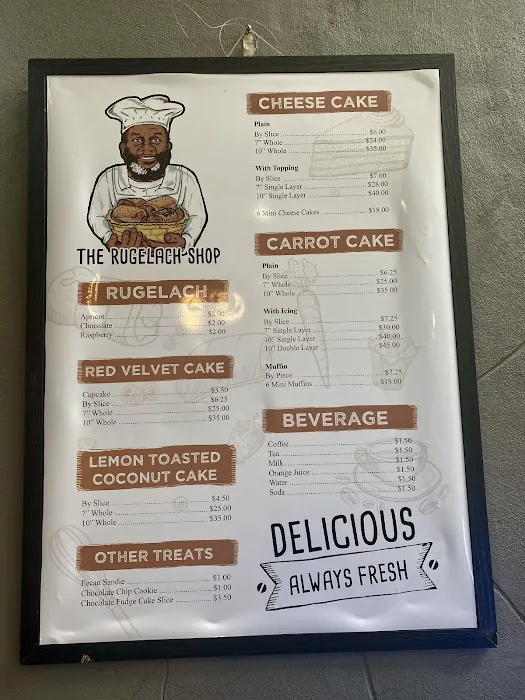 THE RUGELACH SHOP
RUGELACH
Apricot $2.00
Chocolate $2.00
Raspberry $2.00
RED VELVET CAKE
Cupcake $3.50
By Slice $6.25
7" Whole $25.00
10" Whole $35.00
LEMON TOASTED
COCONUT CAKE
By Slice $4.50
7" Whole $25.00
10" Whole $35.00
OTHER TREATS
Pecan Sandie $1.00
Chocolate Chip Cookie $1.00
Chocolate Fudge Cake Slice $3.50
CHEESE CAKE
Plain
By Slice $6.00
7" Whole $24.00
10" Whole $35.00
With Topping
By Slice $7.00
7" Single Layer $28.00
10" Single Layer $40.00
6 Mini Cheese Cakes $18.00
CARROT CAKE
Plain
By Slice $6.25
7" Whole $25.00
10" Whole $35.00
With Icing
By Slice $7.25
7" Single Layer $30.00
10" Single Layer $40.00
10" Double Layer $45.00
Muffin
By Piece $7.25
6 Mini Muffins $18.00
BEVERAGE
Coffee $1.50
Tea $1.50
Milk $1.50
Orange Juice $1.50
Water $1.50
Soda $1.50
DELICIOUS
ALWAYS FRESH